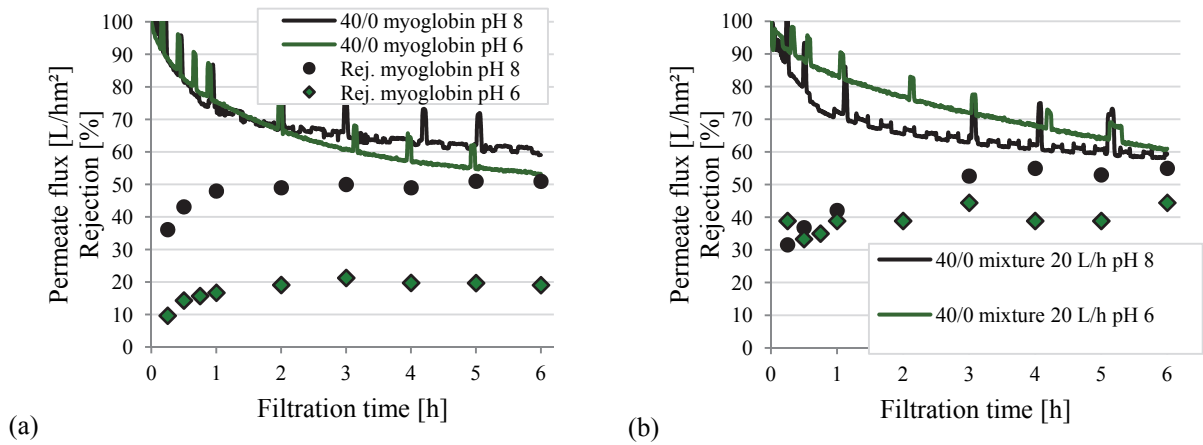 Permeate flux [L/hm²]
Rejection [%]
100
90
80
70
60
50
40
30
20
10
0
40/0 myoglobin pH 8
40/0 myoglobin pH 6
Rej. myoglobin pH 8
Rej. myoglobin pH 6
0 1 2 3 4 5 6
Filtration time [h]
(a)
Permeate flux [L/hm²]
Rejection [%]
100
90
80
70
60
50
40
30
20
10
0
40/0 mixture 20 L/h pH 8
40/0 mixture 20 L/h pH 6
0 1 2 3 4 5 6
Filtration time [h]
(b)